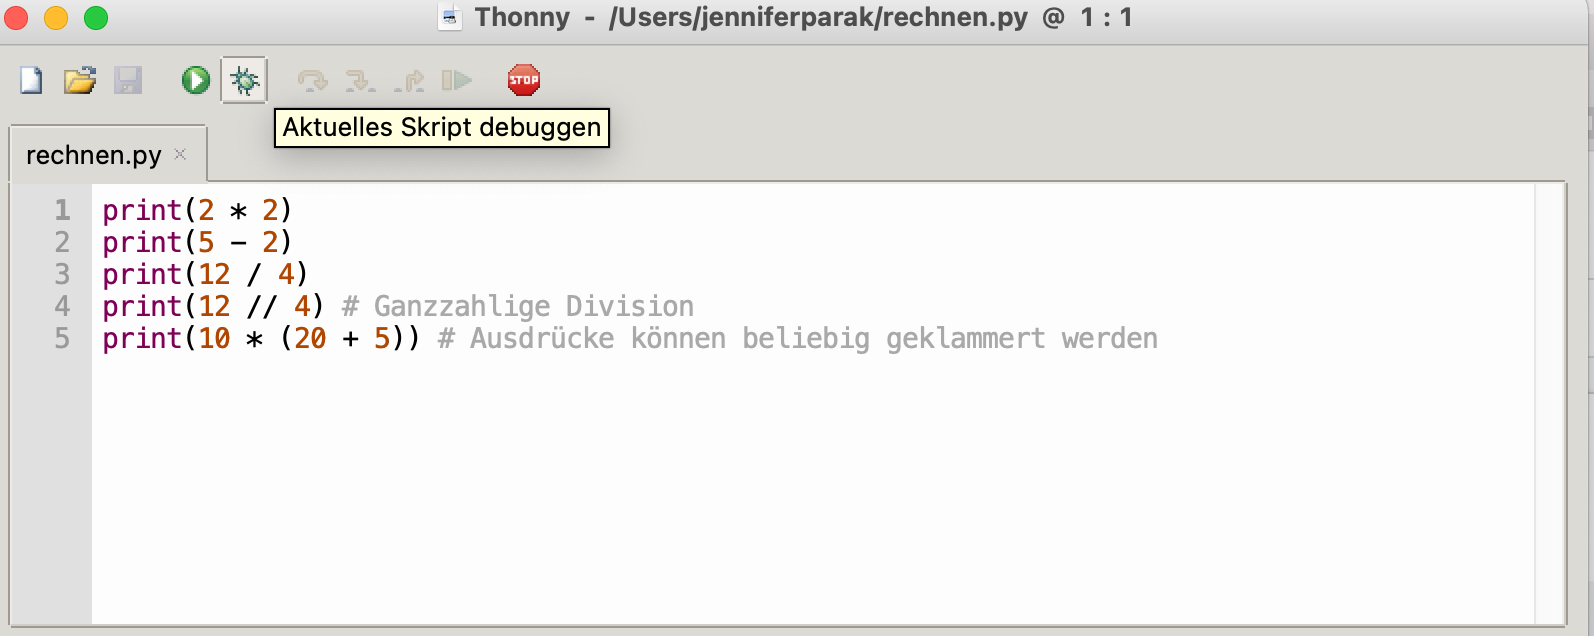 Thonny - /Users/jenniferparak/rechnen.py @ 1 : 1
STOP
Aktuelles Skript debuggen
rechnen.py ×
1 print(2 * 2)
2 print(5 - 2)
3 print(12 / 4)
4 print(12 // 4) # Ganzzahlige Division
5 print(10 * (20 + 5)) # Ausdrücke können beliebig geklammert werden